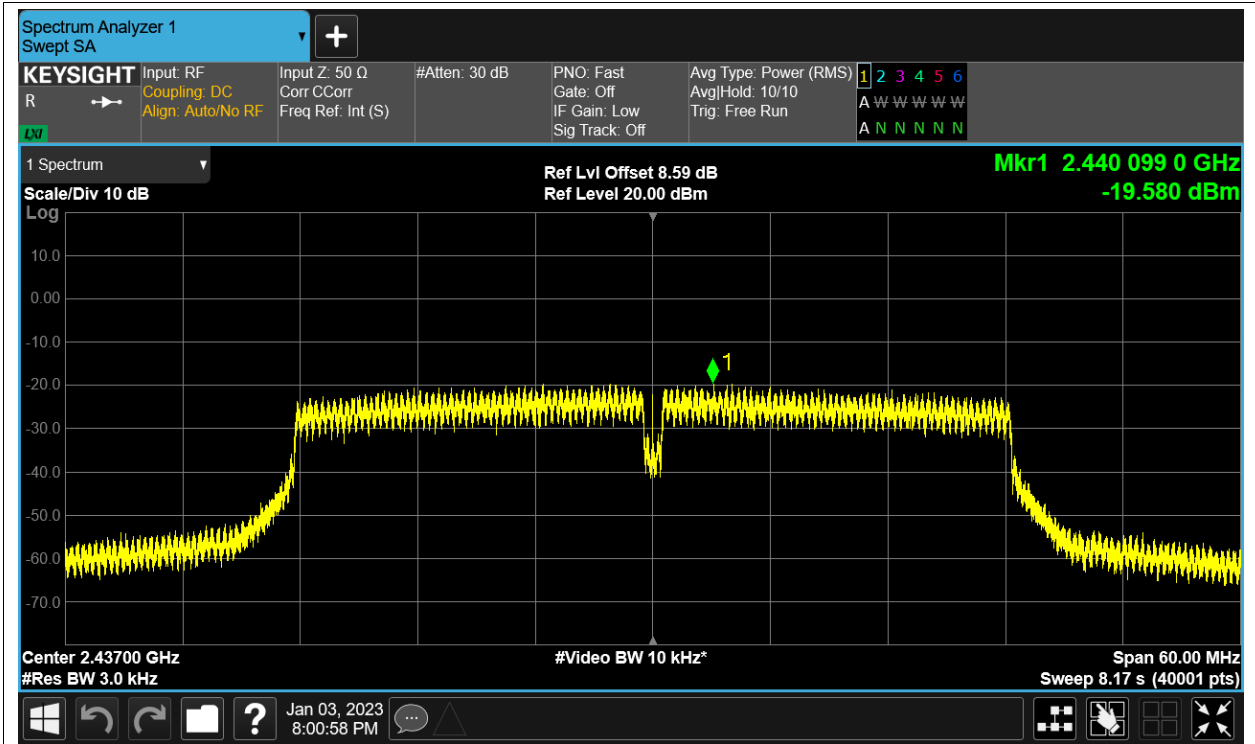 Spectrum Analyzer 1
Swept SA
KEYSIGHT
R
LXI
Input: RF
Coupling: DC
Align: Auto/No RF
Input Z: 50 Ω
Corr CCorr
Freq Ref: Int (S)
#Atten: 30 dB
PNO: Fast
Gate: Off
IF Gain: Low
Sig Track: Off
Avg Type: Power (RMS)
Avg|Hold: 10/10
Trig: Free Run
1 2 3 4 5 6
A W W W W W
A N N N N N
1 Spectrum
Scale/Div 10 dB
Log
Ref Lvl Offset 8.59 dB
Ref Level 20.00 dBm
Mkr1 2.440 099 0 GHz
-19.580 dBm
10.0
0.00
-10.0
-20.0
-30.0
-40.0
-50.0
-60.0
-70.0
1
Center 2.43700 GHz
#Res BW 3.0 kHz
#Video BW 10 kHz*
Span 60.00 MHz
Sweep 8.17 s (40001 pts)
?
Jan 03, 2023
8:00:58 PM